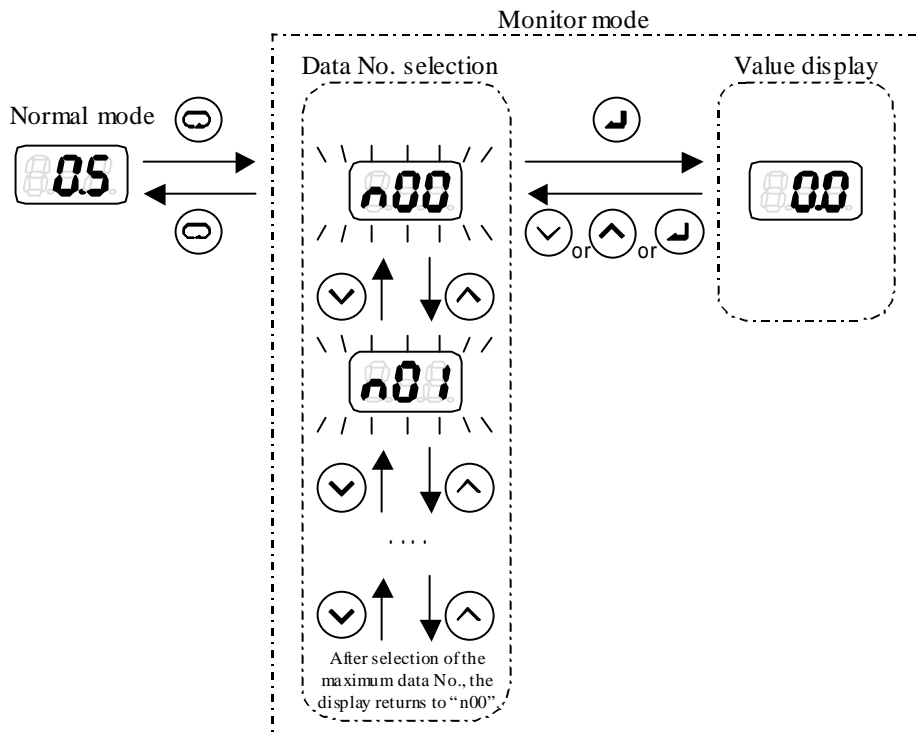 Monitor mode
Data No. selection
Value display
Normal mode
0.5
n00
0.0
or or
n01
....
After selection of the
maximum data No., the
display returns to “n00”.